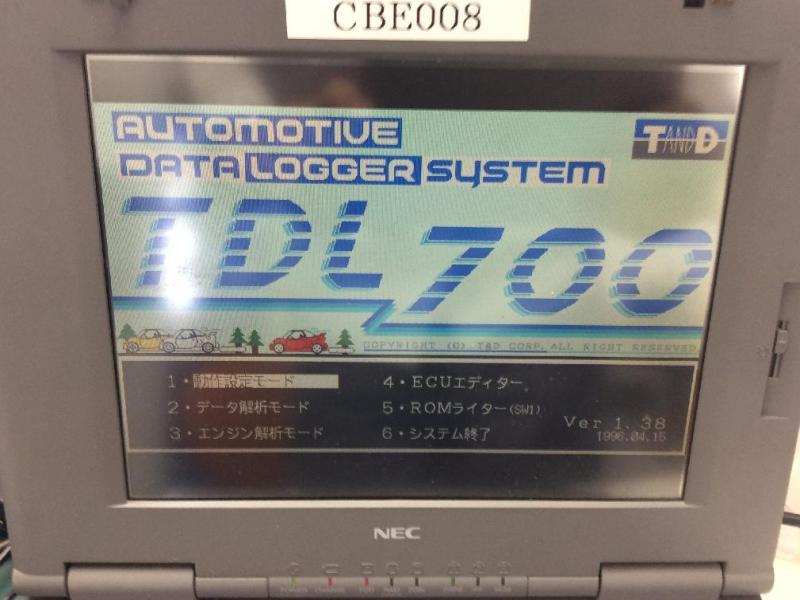 CBE008
AUTOMOTIVE
DATA LOGGER SYSTEM
TANDD
TDL 700
COPYRIGHT (C) T&D CORP. ALL RIGHT RESERVED
1・動作設定モード
2・データ解析モード
3・エンジン解析モード
4・ECUエディター
5・ROMライター(SW1)
6・システム終了
Ver 1.38
1996.04.15
NEC